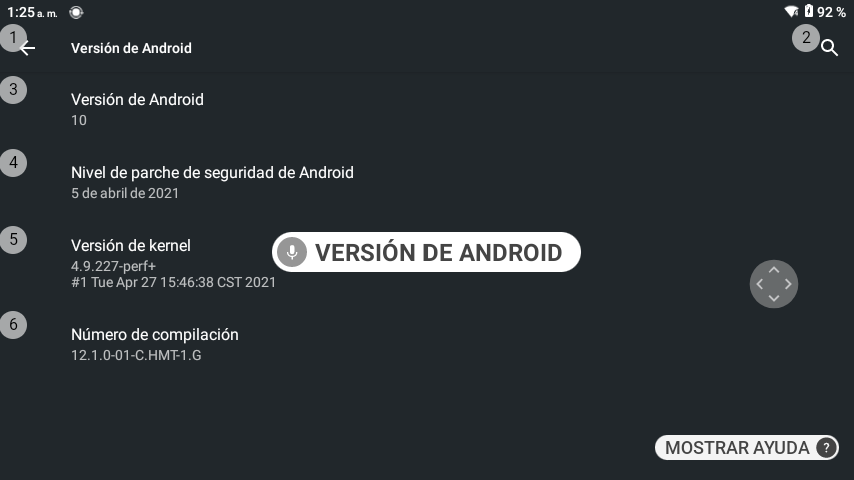 1:25 a. m. 92 %
1 Versión de Android 2
3 Versión de Android
10
4 Nivel de parche de seguridad de Android
5 de abril de 2021
5 Versión de kernel
4.9.227-perf+
#1 Tue Apr 27 15:46:38 CST 2021
VERSIÓN DE ANDROID
6 Número de compilación
12.1.0-01-C.HMT-1.G
MOSTRAR AYUDA ?